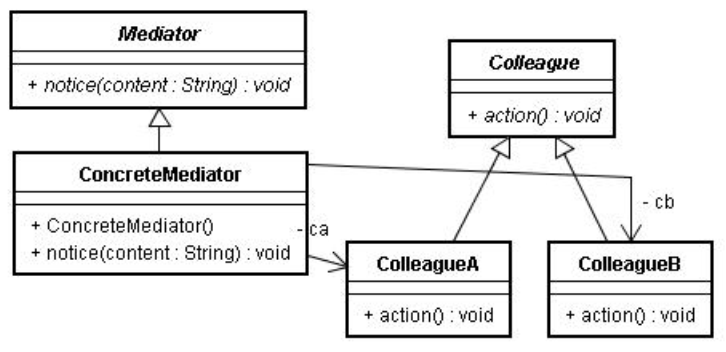 Mediator
+ notice(content : String) : void
Colleague
+ action() : void
ConcreteMediator
+ ConcreteMediator()
+ notice(content : String) : void
- ca
- cb
ColleagueA
+ action() : void
ColleagueB
+ action() : void